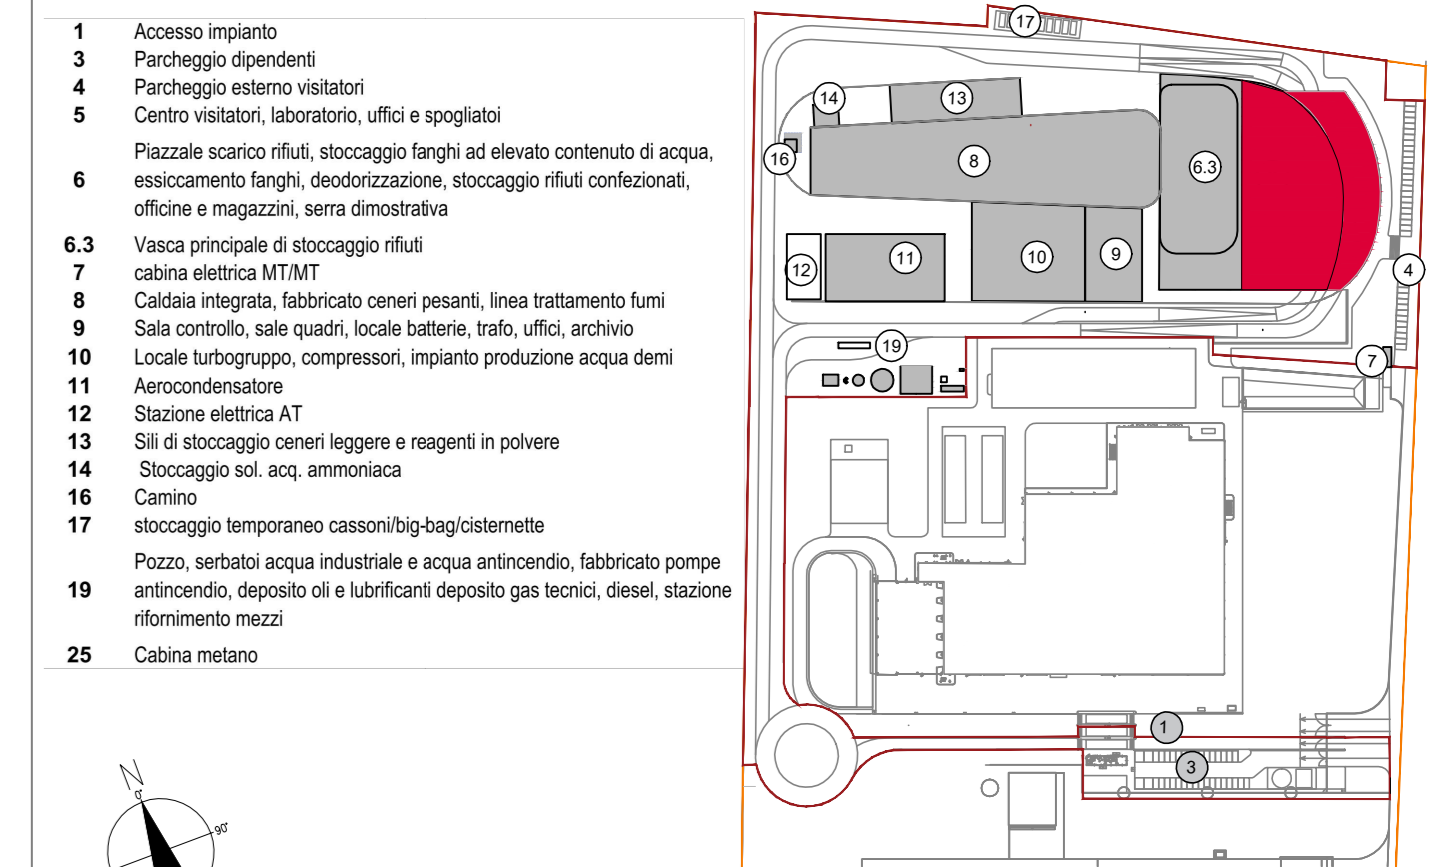 1 Accesso impianto
3 Parcheggio dipendenti
4 Parcheggio esterno visitatori
5 Centro visitatori, laboratorio, uffici e spogliatoi
Piazzale scarico rifiuti, stoccaggio fanghi ad elevato contenuto di acqua,
6 essiccamento fanghi, deodorizzazione, stoccaggio rifiuti confezionati,
officine e magazzini, serra dimostrativa
6.3 Vasca principale di stoccaggio rifiuti
7 cabina elettrica MT/MT
8 Caldaia integrata, fabbricato ceneri pesanti, linea trattamento fumi
9 Sala controllo, sale quadri, locale batterie, trafo, uffici, archivio
10 Locale turbogruppo, compressori, impianto produzione acqua demi
11 Aerocondensatore
12 Stazione elettrica AT
13 Sili di stoccaggio ceneri leggere e reagenti in polvere
14 Stoccaggio sol. acq. ammoniaca
16 Camino
17 stoccaggio temporaneo cassoni/big-bag/cisternette
Pozzo, serbatoi acqua industriale e acqua antincendio, fabbricato pompe
19 antincendio, deposito oli e lubrificanti deposito gas tecnici, diesel, stazione
rifornimento mezzi
25 Cabina metano
N
0°
90°
17
14
13
16
8
6.3
12
11
10
9
4
19
7
1
3